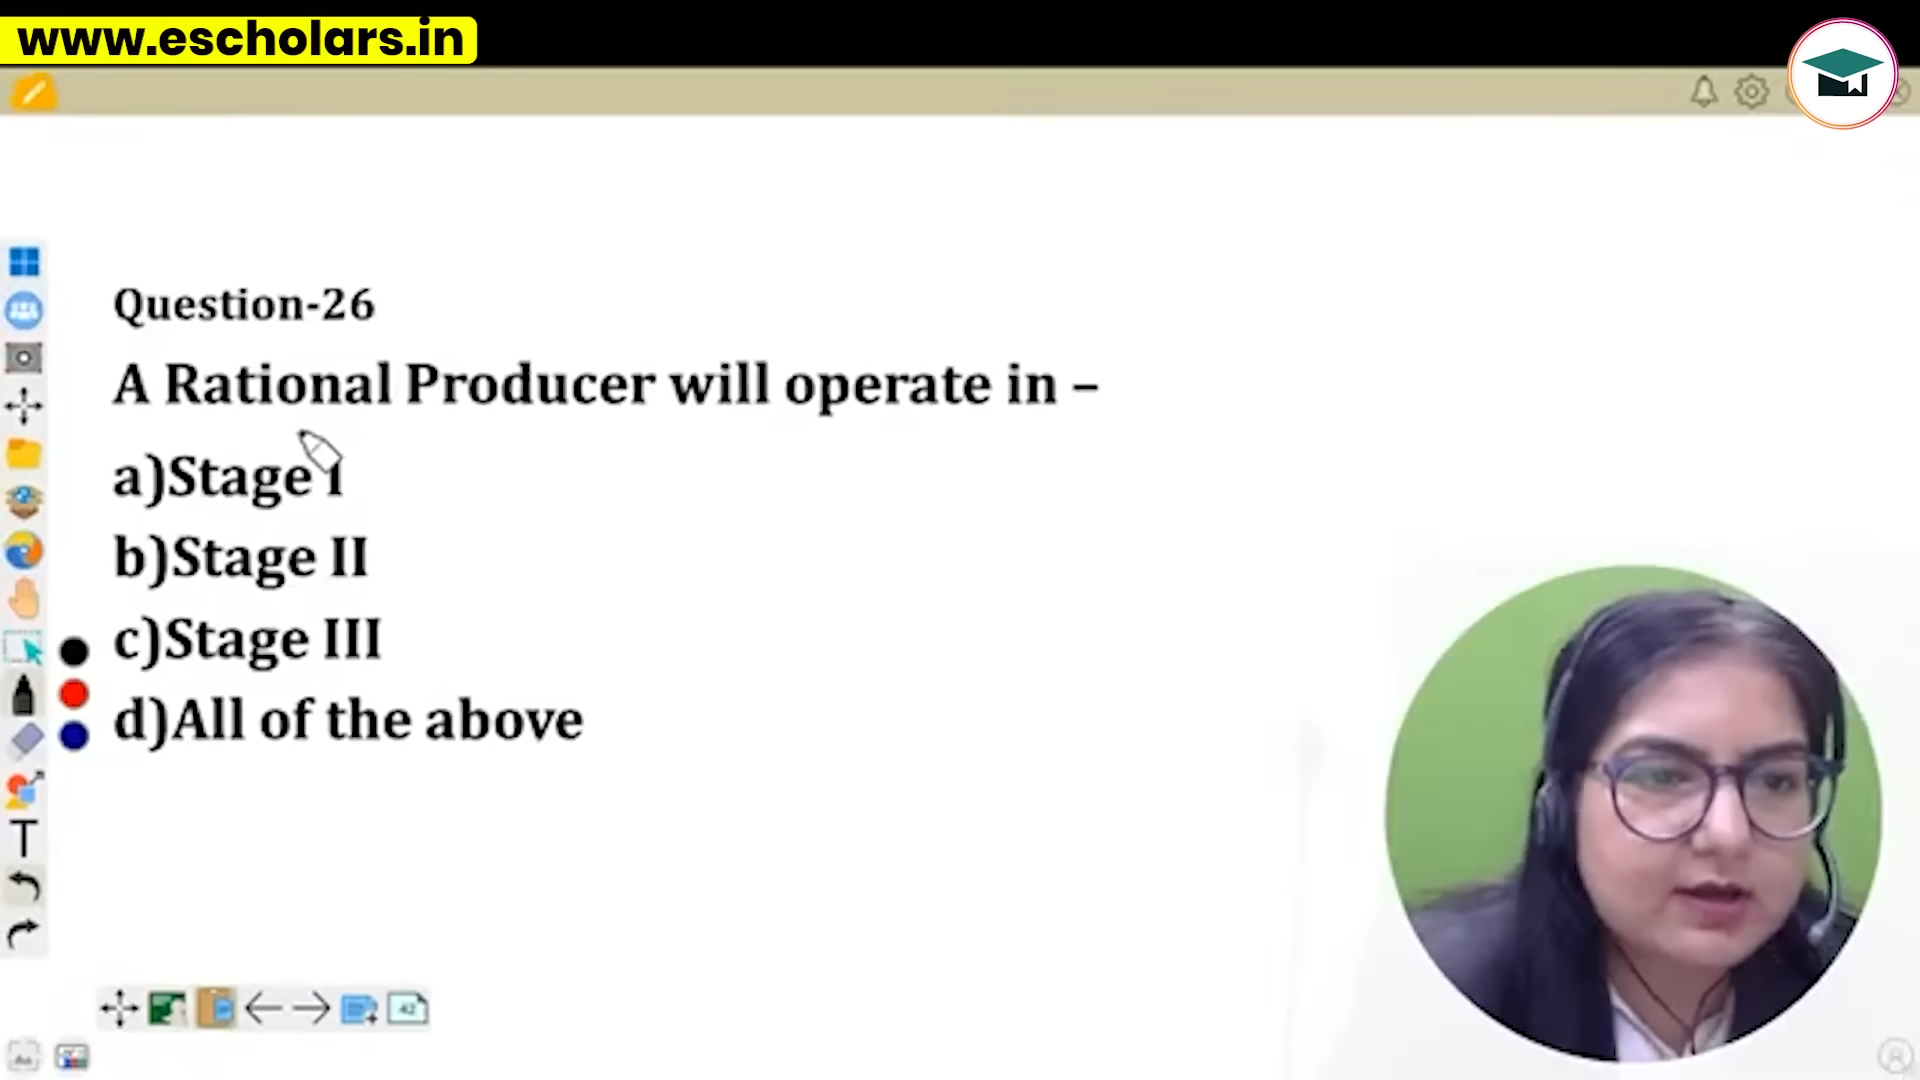 www.escholars.in
Question-26
A Rational Producer will operate in –
a)Stage I
b)Stage II
c)Stage III
d)All of the above
T
42